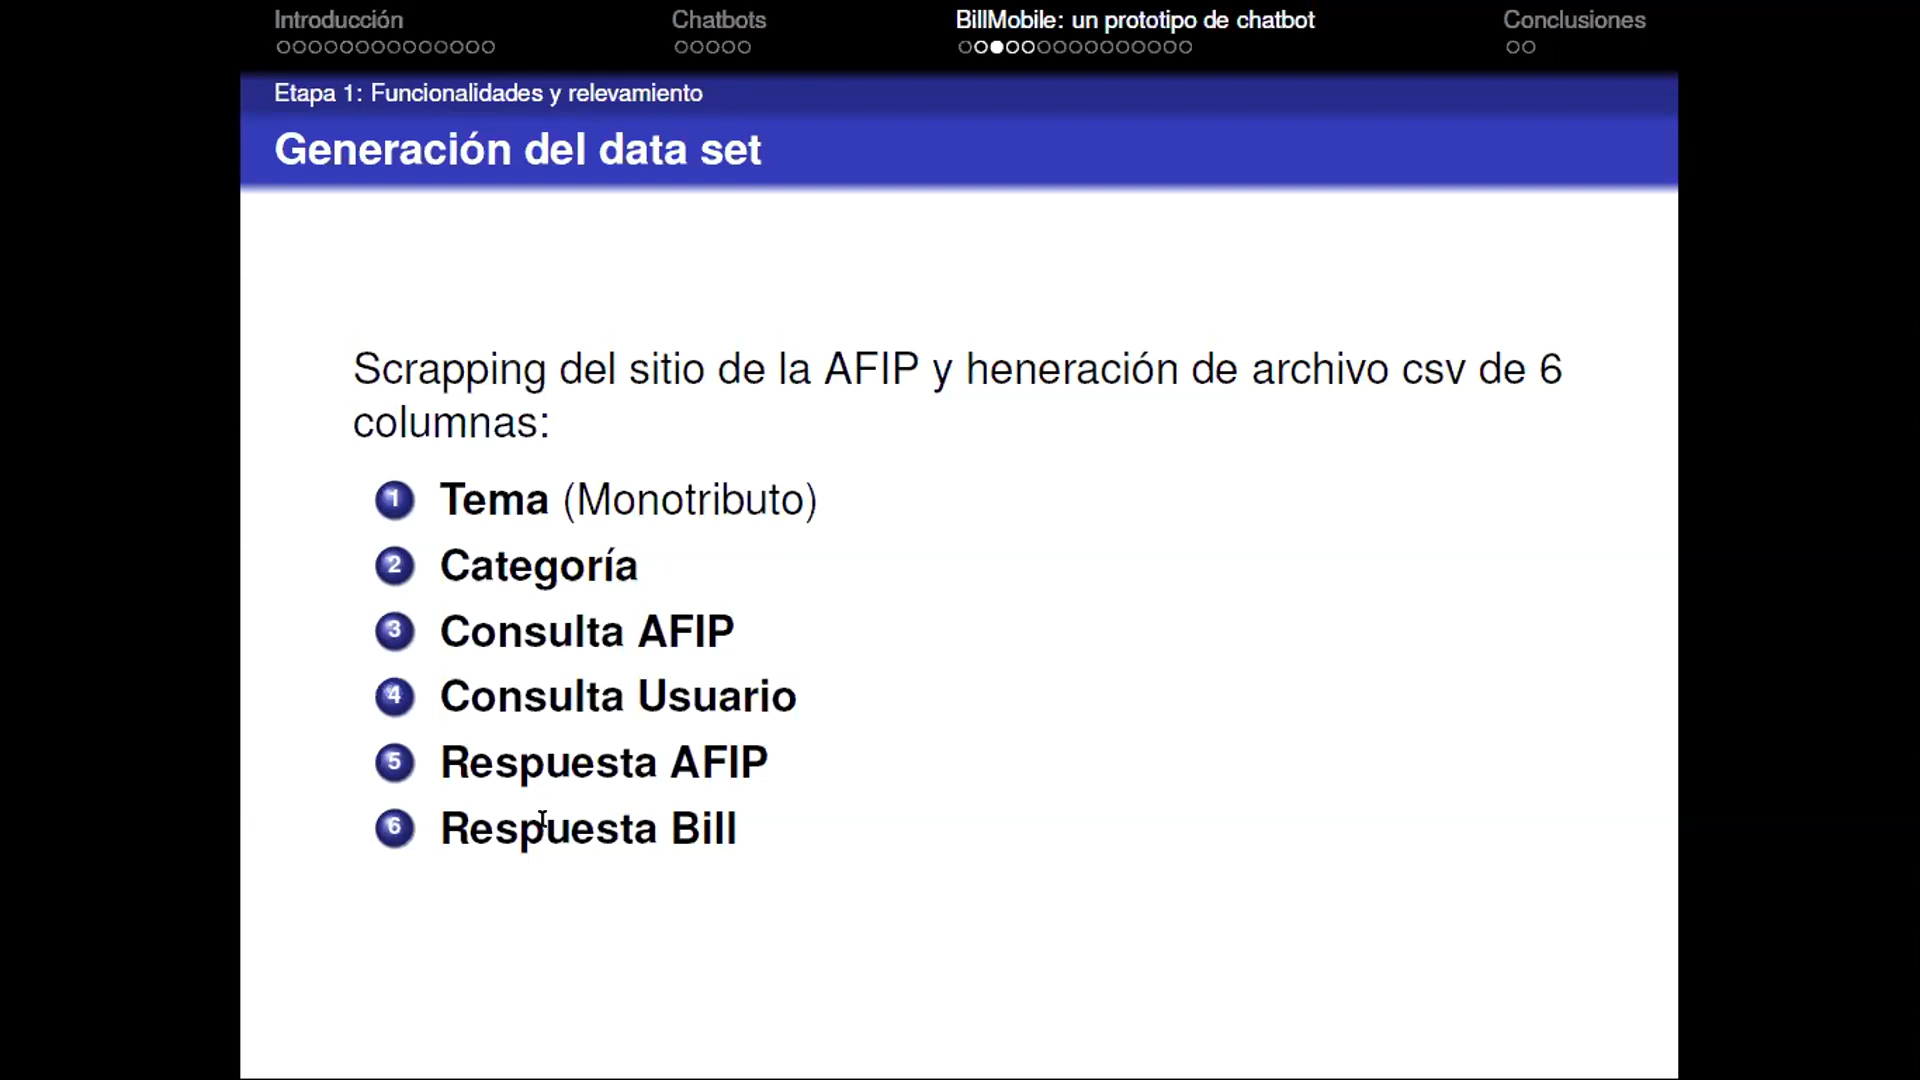 Introducción Chatbots BillMobile: un prototipo de chatbot Conclusiones
Etapa 1: Funcionalidades y relevamiento
Generación del data set
Scrapping del sitio de la AFIP y heneración de archivo csv de 6
columnas:
1 Tema (Monotributo)
2 Categoría
3 Consulta AFIP
4 Consulta Usuario
5 Respuesta AFIP
6 Respuesta Bill